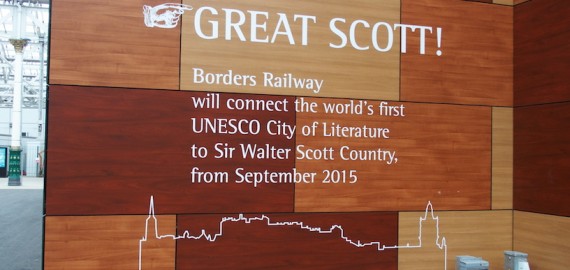 GREAT SCOTT!
Borders Railway
will connect the world's first
UNESCO City of Literature
to Sir Walter Scott Country,
from September 2015